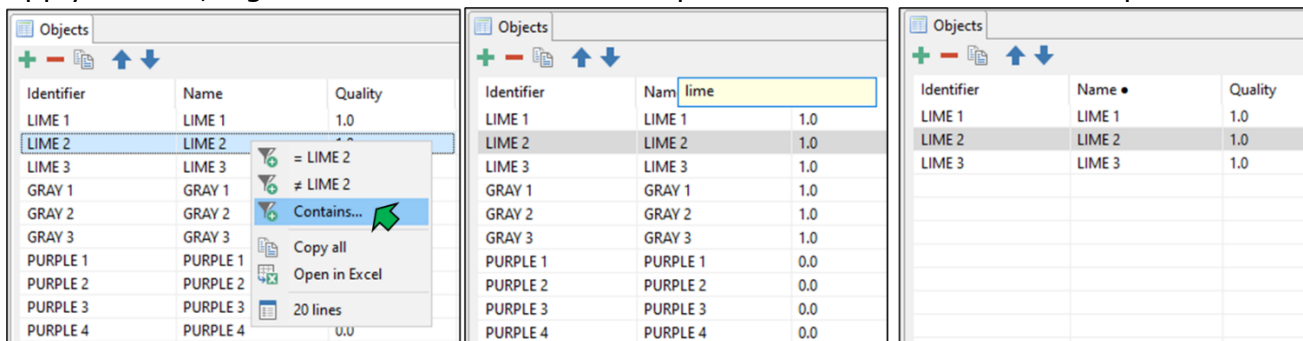 Objects
Identifier Name Quality
LIME 1 LIME 1 1.0
LIME 2 LIME 2
LIME 3 LIME 3
GRAY 1 GRAY 1
GRAY 2 GRAY 2
GRAY 3 GRAY 3
PURPLE 1 PURPLE 1
PURPLE 2 PURPLE 2
PURPLE 3 PURPLE 3
PURPLE 4 PURPLE 4 0.0
= LIME 2
≠ LIME 2
Contains...
Copy all
Open in Excel
20 lines
Objects
Identifier Nam lime
LIME 1 LIME 1 1.0
LIME 2 LIME 2 1.0
LIME 3 LIME 3 1.0
GRAY 1 GRAY 1 1.0
GRAY 2 GRAY 2 1.0
GRAY 3 GRAY 3 1.0
PURPLE 1 PURPLE 1 0.0
PURPLE 2 PURPLE 2 0.0
PURPLE 3 PURPLE 3 0.0
PURPLE 4 PURPLE 4 0.0
Objects
Identifier Name • Quality
LIME 1 LIME 1 1.0
LIME 2 LIME 2 1.0
LIME 3 LIME 3 1.0